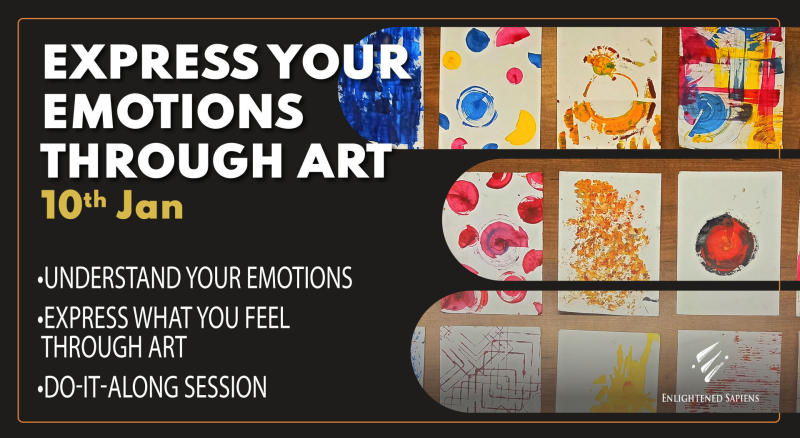 EXPRESS YOUR
EMOTIONS
THROUGH ART
10th Jan
•UNDERSTAND YOUR EMOTIONS
•EXPRESS WHAT YOU FEEL
THROUGH ART
•DO-IT-ALONG SESSION
ENLIGHTENED SAPIENS